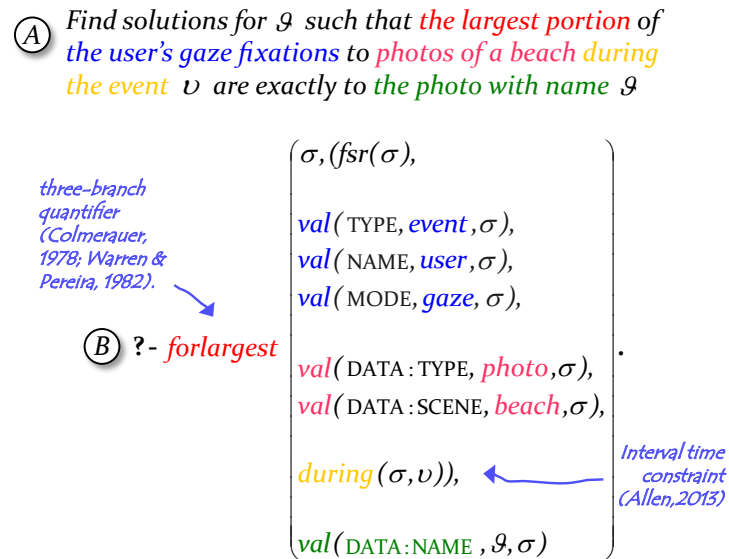 A Find solutions for ϑ such that the largest portion of
the user's gaze fixations to photos of a beach during
the event υ are exactly to the photo with name ϑ
σ,(fsr(σ),
three-branch
quantifier
(Colmerauer,
1978; Warren &
Pereira, 1982).
val( TYPE, event ,σ),
val( NAME, user, σ),
val( MODE, gaze, σ),
B ?- forlargest .
val( DATA:TYPE, photo,σ),
val( DATA:SCENE, beach,σ),
during(σ,υ)),
Interval time
constraint
(Allen,2013)
val(DATA:NAME ,ϑ,σ)